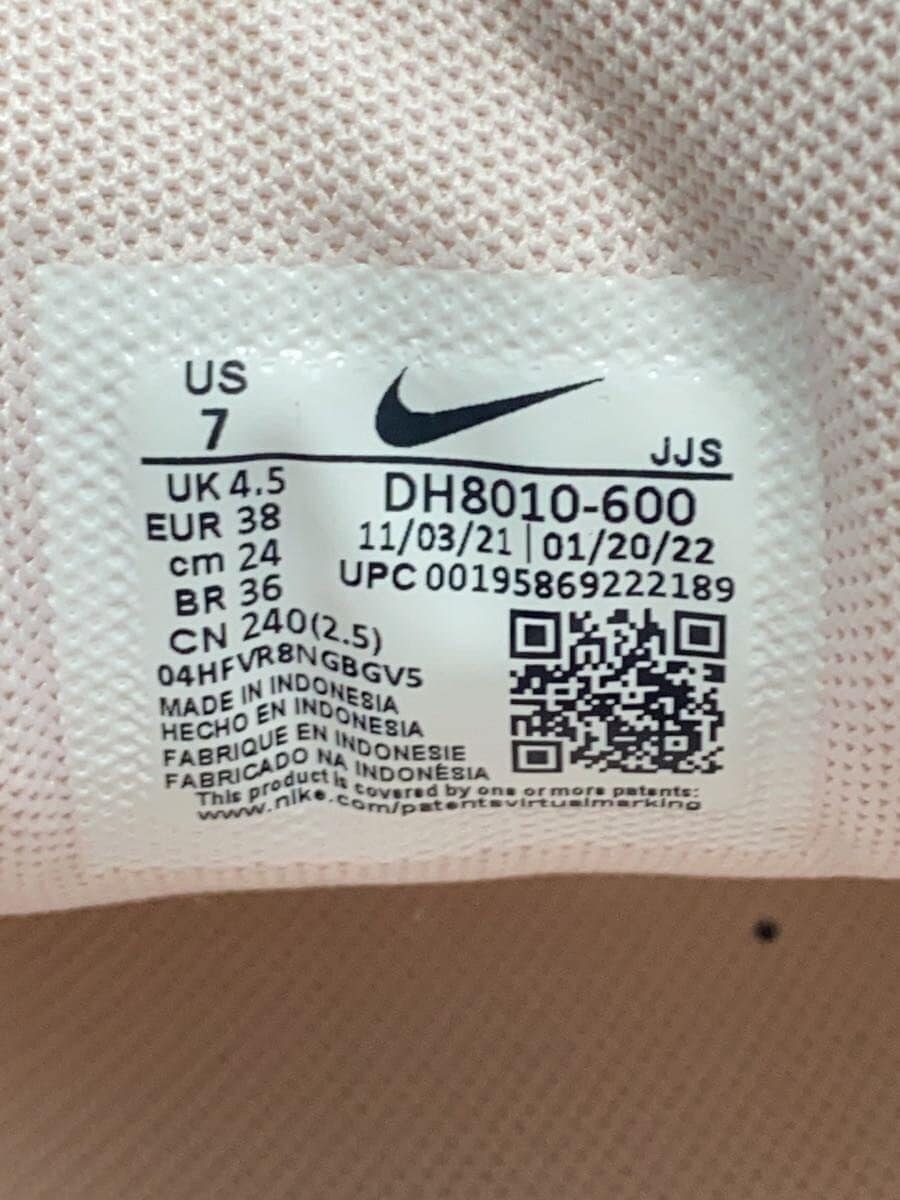 US
7
JJS
UK 4.5
EUR 38
cm 24
BR 36
CN 240(2.5)
DH8010-600
11/03/21 | 01/20/22
UPC 001958692222189
04HFVR8NGBGV5
MADE IN INDONESIA
HECHO EN INDONESIA
FABRIQUE EN INDONESIE
FABRICADO NA INDONÉSIA
This product is covered by one or more patents:
www.nike.com/patentsvirtualmarking